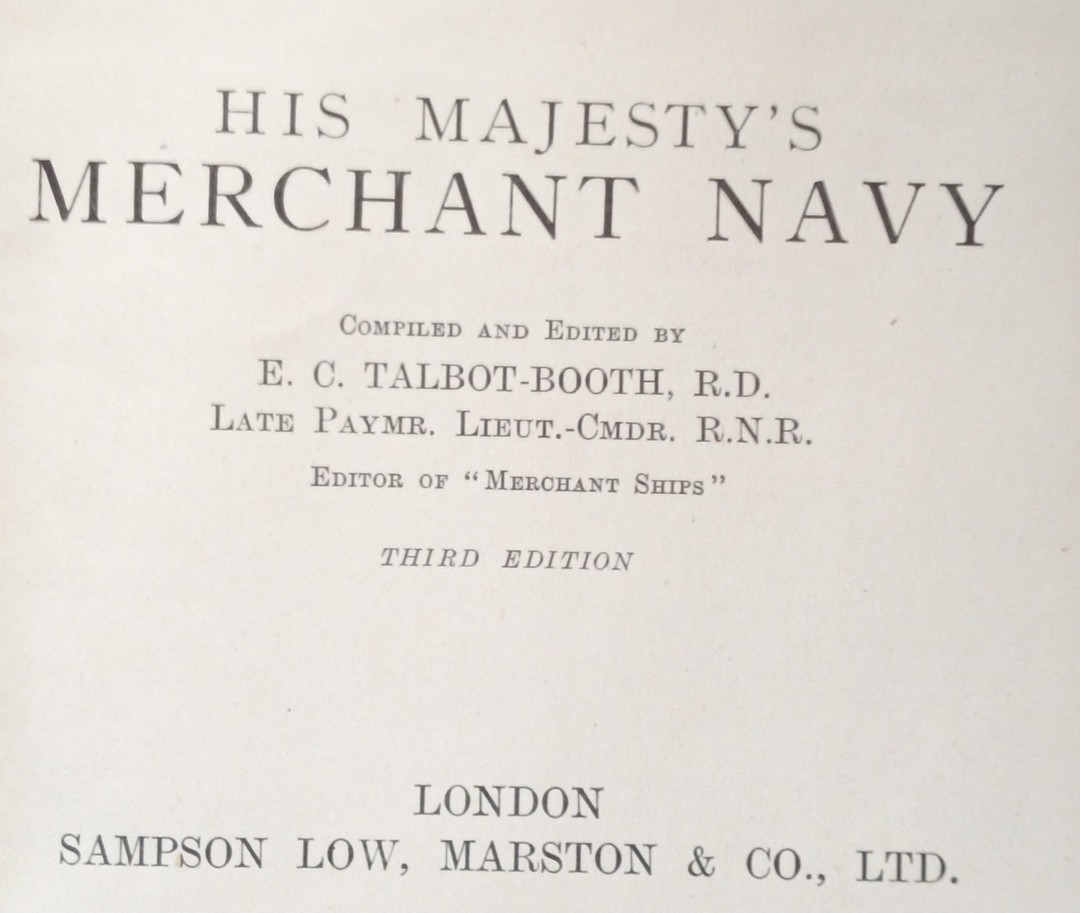 HIS MAJESTY'S
MERCHANT NAVY
COMPILED AND EDITED BY
E. C. TALBOT-BOOTH, R.D.
LATE PAYMR. LIEUT.-CMDR. R.N.R.
EDITOR OF “MERCHANT SHIPS”
THIRD EDITION
LONDON
SAMPSON LOW, MARSTON & CO., LTD.